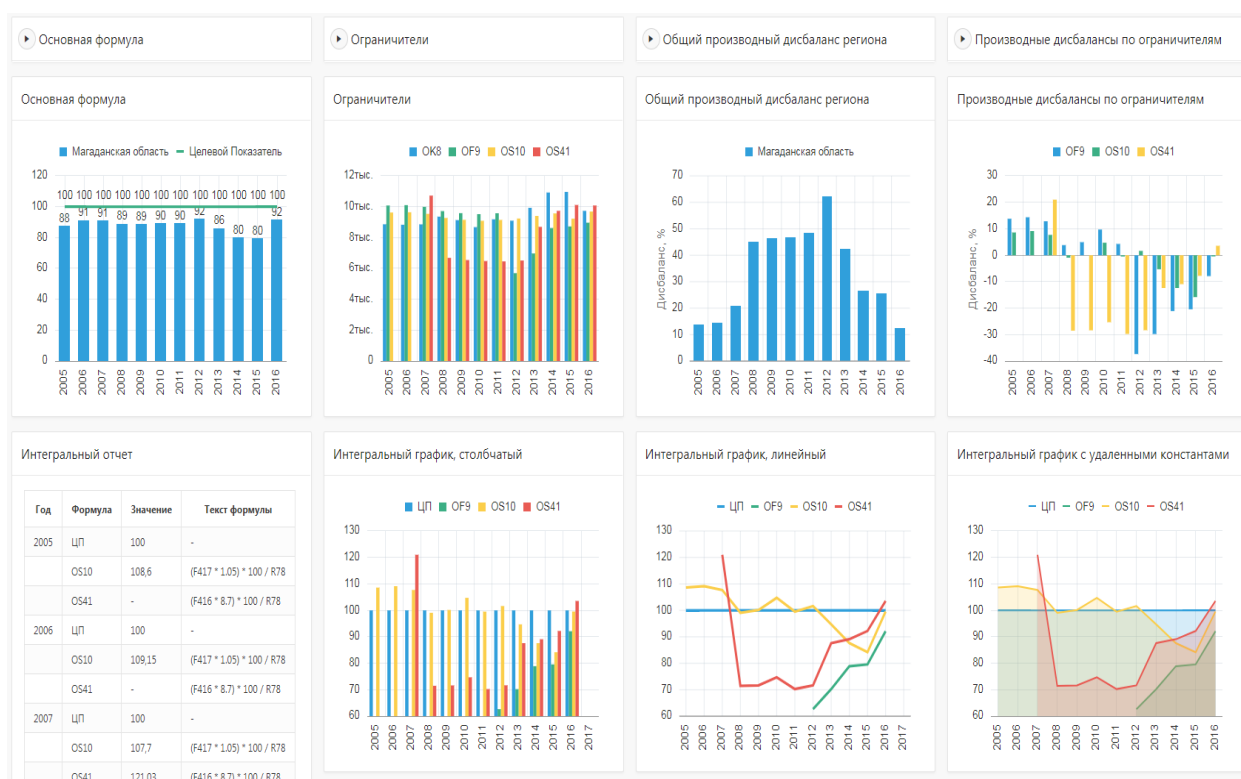 Основная формула
Ограничители
Общий производный дисбаланс региона
Производные дисбалансы по ограничителям
Основная формула
Магаданская область Целевой Показатель
120
100
80
60
40
20
0
100 100 100 100 100 100 100 100 100 100 100 100
88 91 91 89 89 90 90 92 86 80 80 92
2005 2006 2007 2008 2009 2010 2011 2012 2013 2014 2015 2016
Ограничители
OK8 OF9 OS10 OS41
12тыс.
10тыс.
8тыс.
6тыс.
4тыс.
2тыс.
0
2005 2006 2007 2008 2009 2010 2011 2012 2013 2014 2015 2016
Общий производный дисбаланс региона
Магаданская область
Дисбаланс, %
70
60
50
40
30
20
10
0
2005 2006 2007 2008 2009 2010 2011 2012 2013 2014 2015 2016
Производные дисбалансы по ограничителям
OF9 OS10 OS41
Дисбаланс, %
30
20
10
0
-10
-20
-30
-40
2005 2006 2007 2008 2009 2010 2011 2012 2013 2014 2015 2016
Интегральный отчет
Год Формула Значение Текст формулы
2005 ЦП 100 -
OS10 108,6 (F417 * 1.05) * 100 / R78
OS41 - (F416 * 8.7) * 100 / R78
2006 ЦП 100 -
OS10 109,15 (F417 * 1.05) * 100 / R78
OS41 - (F416 * 8.7) * 100 / R78
2007 ЦП 100 -
OS10 107,7 (F417 * 1.05) * 100 / R78
OS41 121,03 (F416 * 8.7) * 100 / R78
Интегральный график, столбчатый
ЦП OF9 OS10 OS41
130
120
110
100
90
80
70
60
2005 2006 2007 2008 2009 2010 2011 2012 2013 2014 2015 2016 2017
Интегральный график, линейный
ЦП OF9 OS10 OS41
130
120
110
100
90
80
70
60
2005 2006 2007 2008 2009 2010 2011 2012 2013 2014 2015 2016 2017
Интегральный график с удаленными константами
ЦП OF9 OS10 OS41
130
120
110
100
90
80
70
60
2005 2006 2007 2008 2009 2010 2011 2012 2013 2014 2015 2016